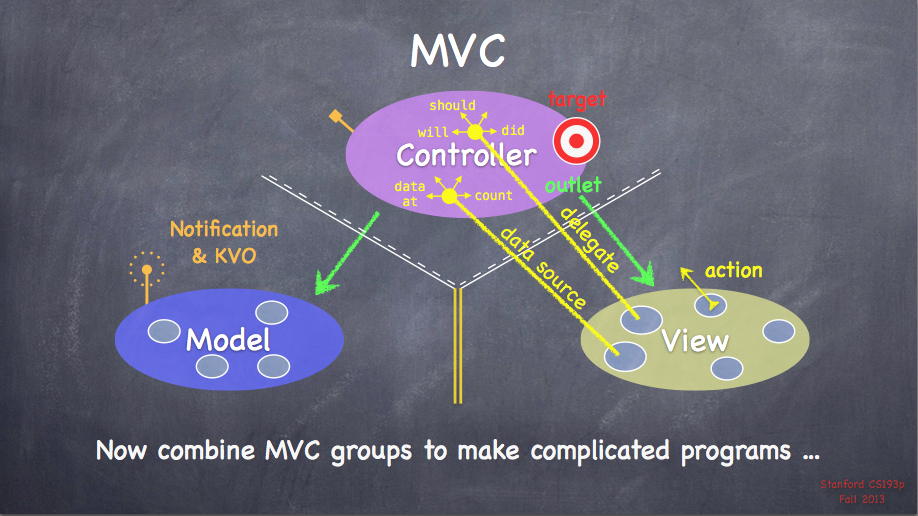 MVC
should
target
will
did
Controller
data
at
count
outlet
delegate
data source
Notification
& KVO
action
Model
View
Now combine MVC groups to make complicated programs ...
Stanford CS193p
Fall 2013